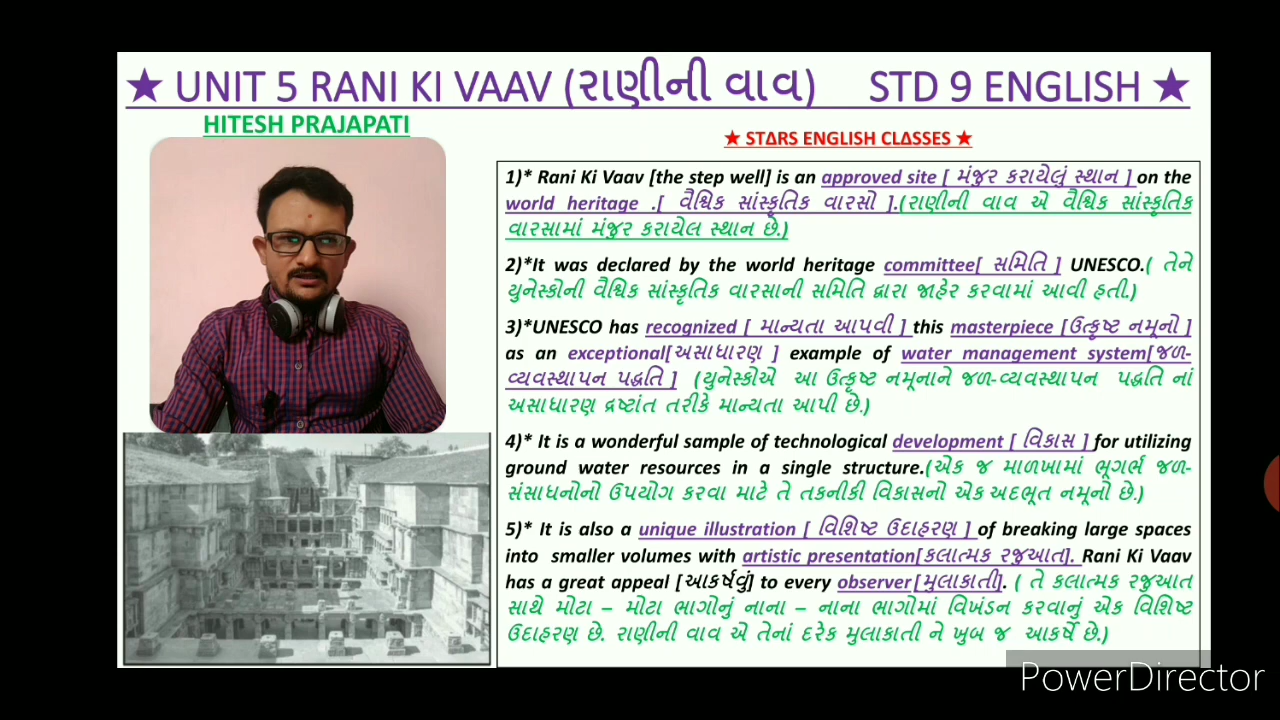 ★ UNIT 5 RANI KI VAAV (રાણીની વાવ) STD 9 ENGLISH ★
HITESH PRAJAPATI
★ STΔRS ENGLISH CLΔSSES ★
1)* Rani Ki Vaav [the step well] is an approved site [ મંજુર કરાયેલું સ્થાન ] on the
world heritage .[ વૈશ્વિક સાંસ્કૃતિક વારસો ].(રાણીની વાવ એ વૈશ્વિક સાંસ્કૃતિક
વારસામાં મંજુર કરાયેલ સ્થાન છે.)
2)*It was declared by the world heritage committee[ સમિતિ ] UNESCO.( તેને
યુનેસ્કોની વૈશ્વિક સાંસ્કૃતિક વારસાની સમિતિ દ્વારા જાહેર કરવામાં આવી હતી.)
3)*UNESCO has recognized [ માન્યતા આપવી ] this masterpiece [ઉત્કૃષ્ટ નમૂનો ]
as an exceptional[અસાધારણ ] example of water management system[જળ-
વ્યવસ્થાપન પદ્ધતિ ] (યુનેસ્કોએ આ ઉત્કૃષ્ટ નમૂનાને જળ-વ્યવસ્થાપન પદ્ધતિ નાં
અસાધારણ દ્રષ્ટાંત તરીકે માન્યતા આપી છે.)
4)* It is a wonderful sample of technological development [ વિકાસ ] for utilizing
ground water resources in a single structure.(એક જ માળખામાં ભૂગર્ભ જળ-
સંસાધનોનો ઉપયોગ કરવા માટે તે તકનીકી વિકાસનો એક અદભૂત નમૂનો છે.)
5)* It is also a unique illustration [ વિશિષ્ટ ઉદાહરણ ] of breaking large spaces
into smaller volumes with artistic presentation[કલાત્મક રજુઆત]. Rani Ki Vaav
has a great appeal [આકર્ષવું] to every observer[મુલાકાતી]. ( તે કલાત્મક રજુઆત
સાથે મોટા – મોટા ભાગોનું નાના – નાના ભાગોમાં વિખંડન કરવાનું એક વિશિષ્ટ
ઉદાહરણ છે. રાણીની વાવ એ તેનાં દરેક મુલાકાતી ને ખુબ જ આકર્ષે છે.)
PowerDirector